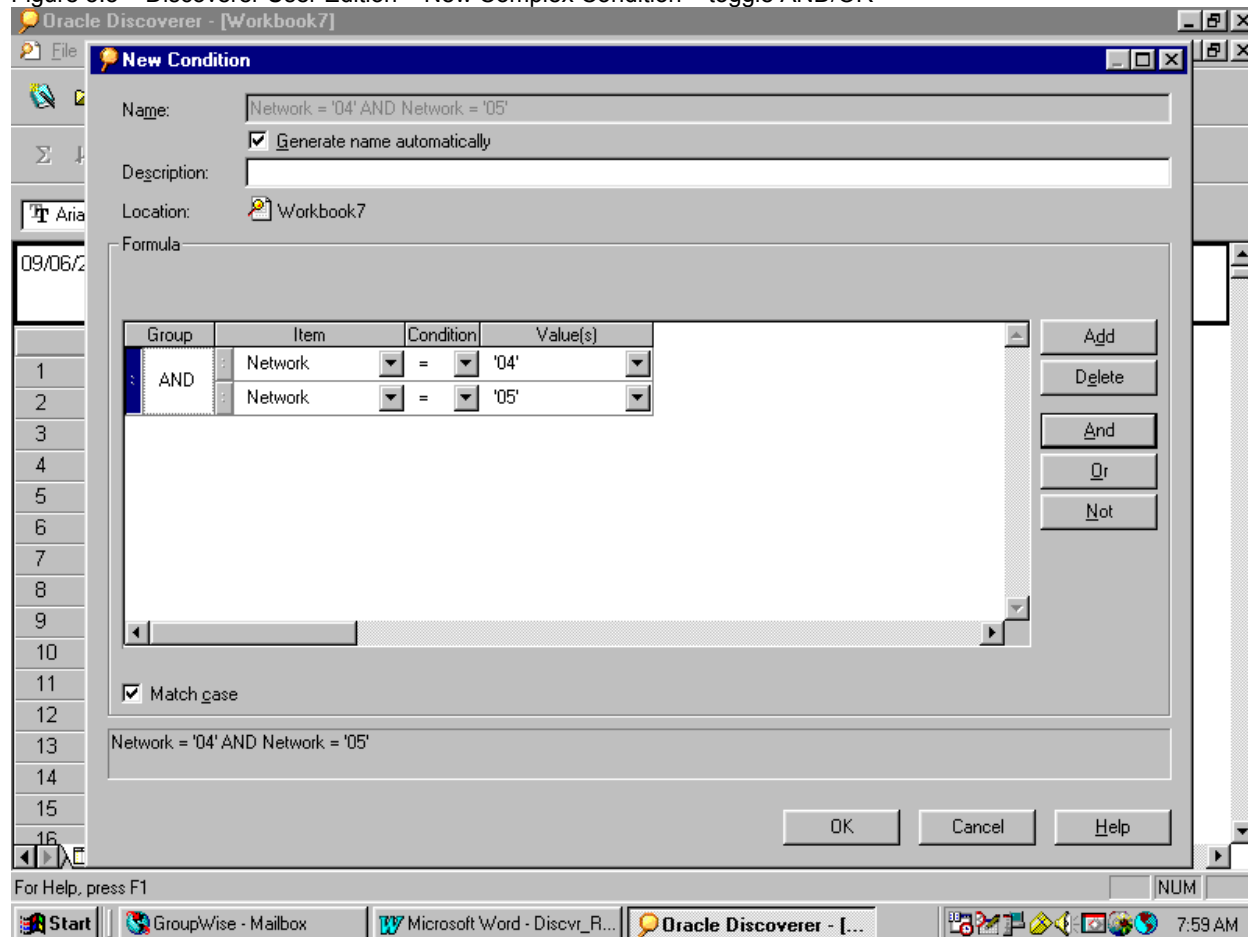 Oracle Discoverer - [Workbook7]
File
New Condition
Name: Network = '04' AND Network = '05'
Generate name automatically
Description:
Location: Workbook7
Formula
09/06/2
Group Item Condition Value(s)
AND Network = '04'
Network = '05'
Add
Delete
And
Or
Not
Match case
Network = '04' AND Network = '05'
OK Cancel Help
Σ
Aria
1
2
3
4
5
6
7
8
9
10
11
12
13
14
15
16
For Help, press F1 NUM
Start GroupWise - Mailbox Microsoft Word - Discvr_R... Oracle Discoverer - [... 7:59 AM